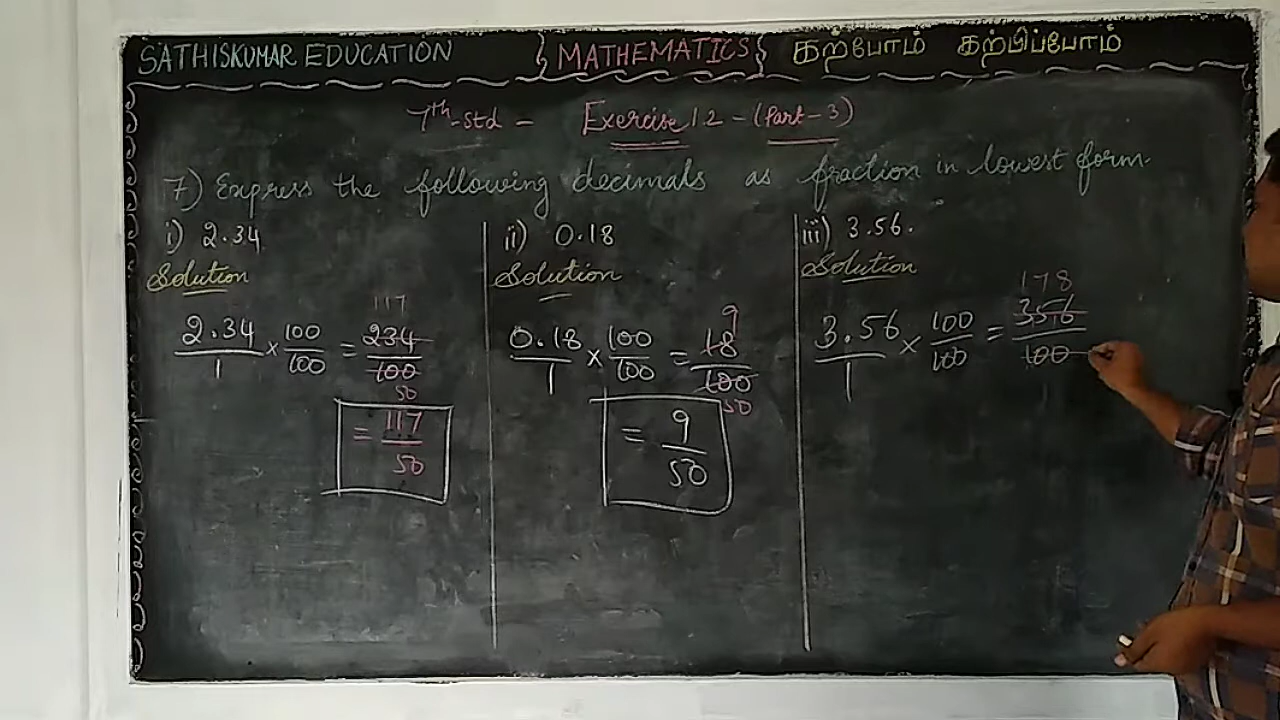 SATHISKUMAR EDUCATION { MATHEMATICS } கற்போம் கற்பிப்போம்
7th-std - Exercise 1.2 - (Part-3)
7) Express the following decimals as fraction in lowest form.
i) 2.34
Solution
117
2.34/1 × 100/100 = 234/100
50
= 117/50
ii) 0.18
Solution
9
0.18/1 × 100/100 = 18/100
50
= 9/50
iii) 3.56.
Solution
178
3.56/1 × 100/100 = 356/100